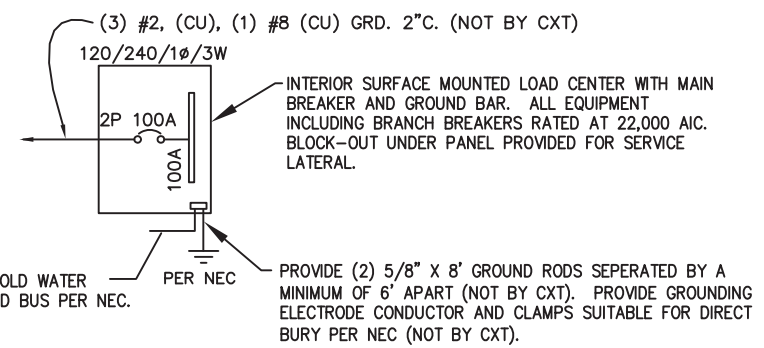 (3) #2, (CU), (1) #8 (CU) GRD. 2"C. (NOT BY CXT)
120/240/1ø/3W
2P 100A
100A
INTERIOR SURFACE MOUNTED LOAD CENTER WITH MAIN
BREAKER AND GROUND BAR. ALL EQUIPMENT
INCLUDING BRANCH BREAKERS RATED AT 22,000 AIC.
BLOCK-OUT UNDER PANEL PROVIDED FOR SERVICE
LATERAL.
OLD WATER
D BUS PER NEC.
PER NEC
PROVIDE (2) 5/8" X 8' GROUND RODS SEPERATED BY A
MINIMUM OF 6' APART (NOT BY CXT). PROVIDE GROUNDING
ELECTRODE CONDUCTOR AND CLAMPS SUITABLE FOR DIRECT
BURY PER NEC (NOT BY CXT).